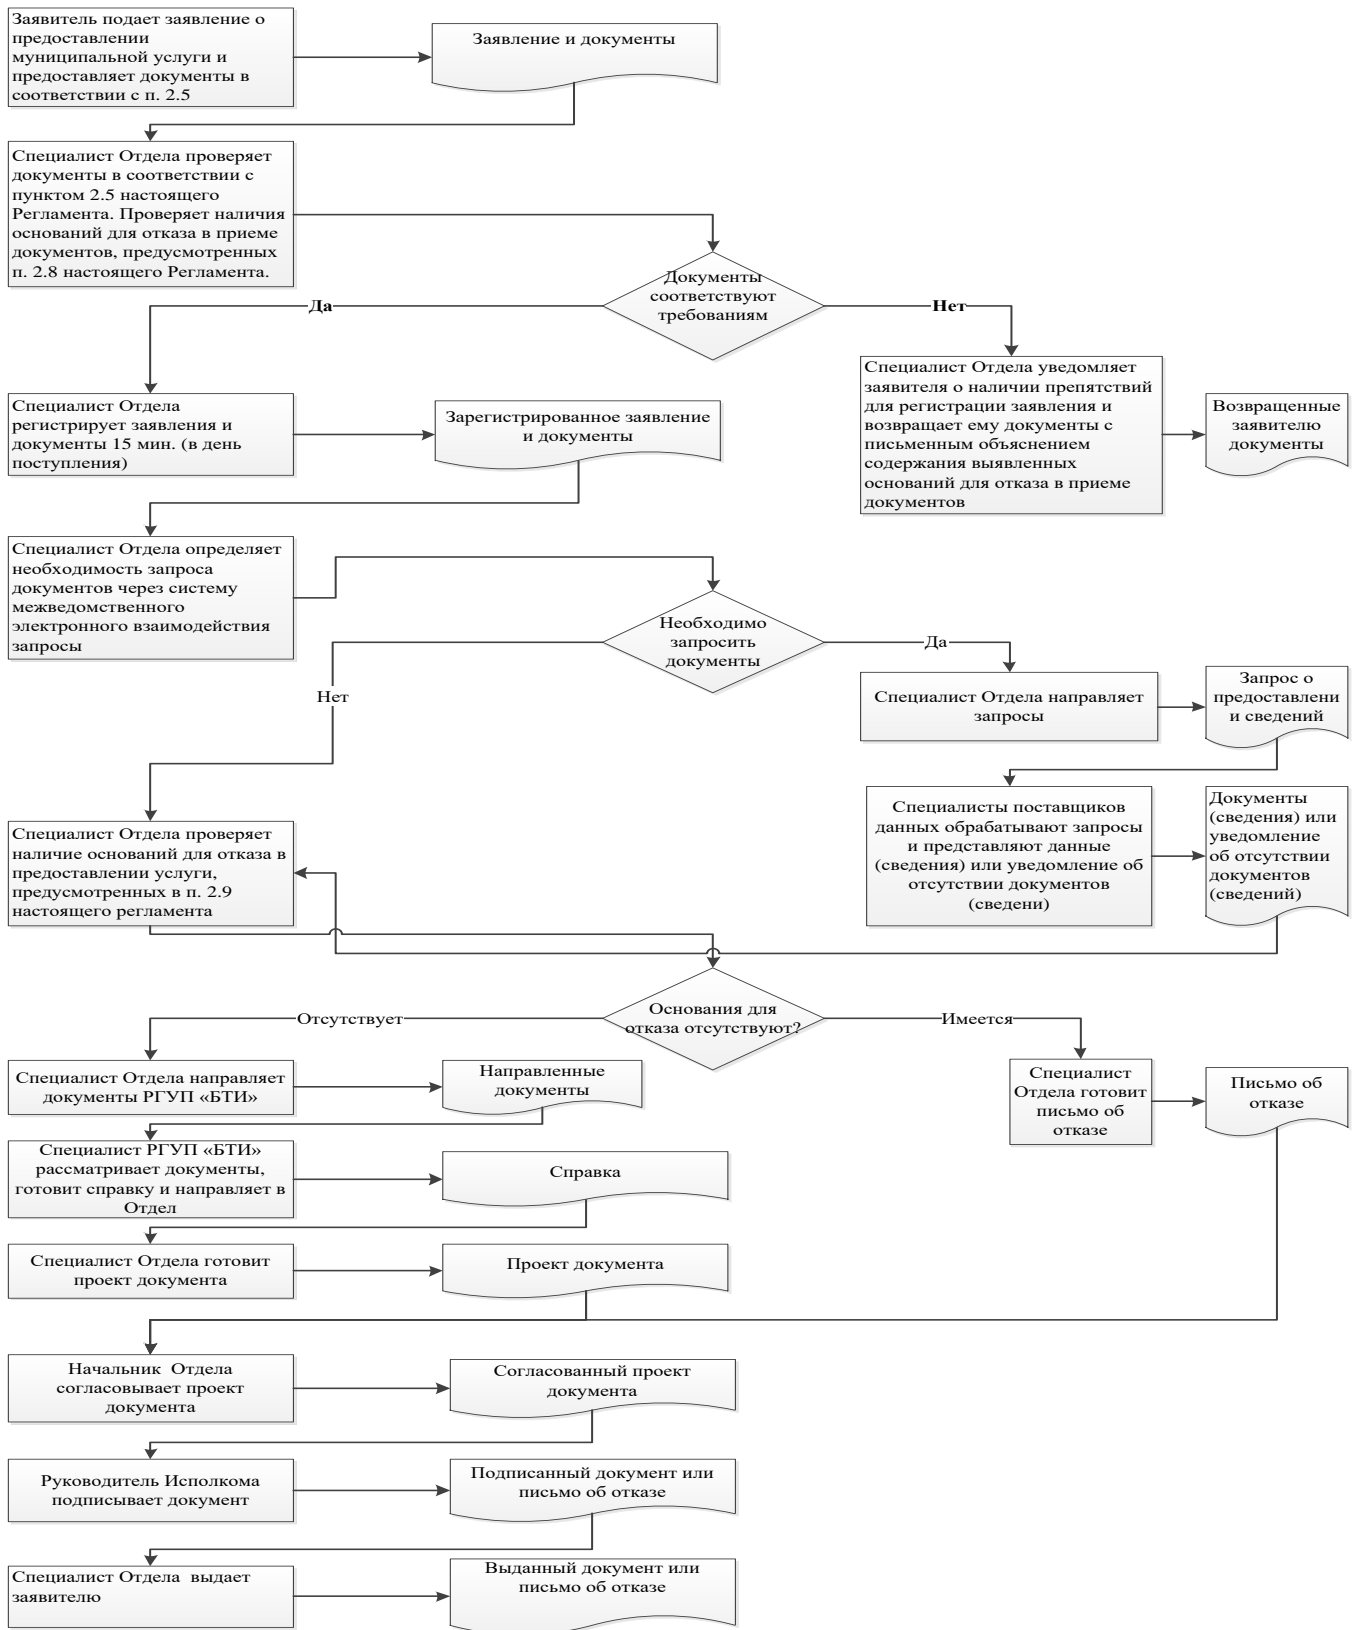 Заявитель подает заявление о
предоставлении
муниципальной услуги и
предоставляет документы в
соответствии с п. 2.5
Заявление и документы
Специалист Отдела проверяет
документы в соответствии с
пунктом 2.5 настоящего
Регламента. Проверяет наличия
оснований для отказа в приеме
документов, предусмотренных
п. 2.8 настоящего Регламента.
Документы
соответствуют
требованиям
Да
Нет
Специалист Отдела
регистрирует заявления и
документы 15 мин. (в день
поступления)
Зарегистрированное заявление
и документы
Специалист Отдела уведомляет
заявителя о наличии препятствий
для регистрации заявления и
возвращает ему документы с
письменным объяснением
содержания выявленных
оснований для отказа в приеме
документов
Возвращенные
заявителю
документы
Специалист Отдела определяет
необходимость запроса
документов через систему
межведомственного
электронного взаимодействия
запросы
Необходимо
запросить
документы
Да
Нет
Специалист Отдела направляет
запросы
Запрос о
предоставлени
и сведений
Специалисты поставщиков
данных обрабатывают запросы
и представляют данные
(сведения) или уведомление об
отсутствии документов
(сведени)
Документы
(сведения) или
уведомление
об отсутствии
документов
(сведений)
Специалист Отдела проверяет
наличие оснований для отказа в
предоставлении услуги,
предусмотренных в п. 2.9
настоящего регламента
Основания для
отказа отсутствуют?
Отсутствует
Имеется
Специалист Отдела направляет
документы РГУП «БТИ»
Направленные
документы
Специалист
Отдела готовит
письмо об
отказе
Письмо об
отказе
Специалист РГУП «БТИ»
рассматривает документы,
готовит справку и направляет в
Отдел
Справка
Специалист Отдела готовит
проект документа
Проект документа
Начальник  Отдела
согласовывает проект
документа
Согласованный проект
документа
Руководитель Исполкома
подписывает документ
Подписанный документ или
письмо об отказе
Специалист Отдела  выдает
заявителю
Выданный документ или
письмо об отказе